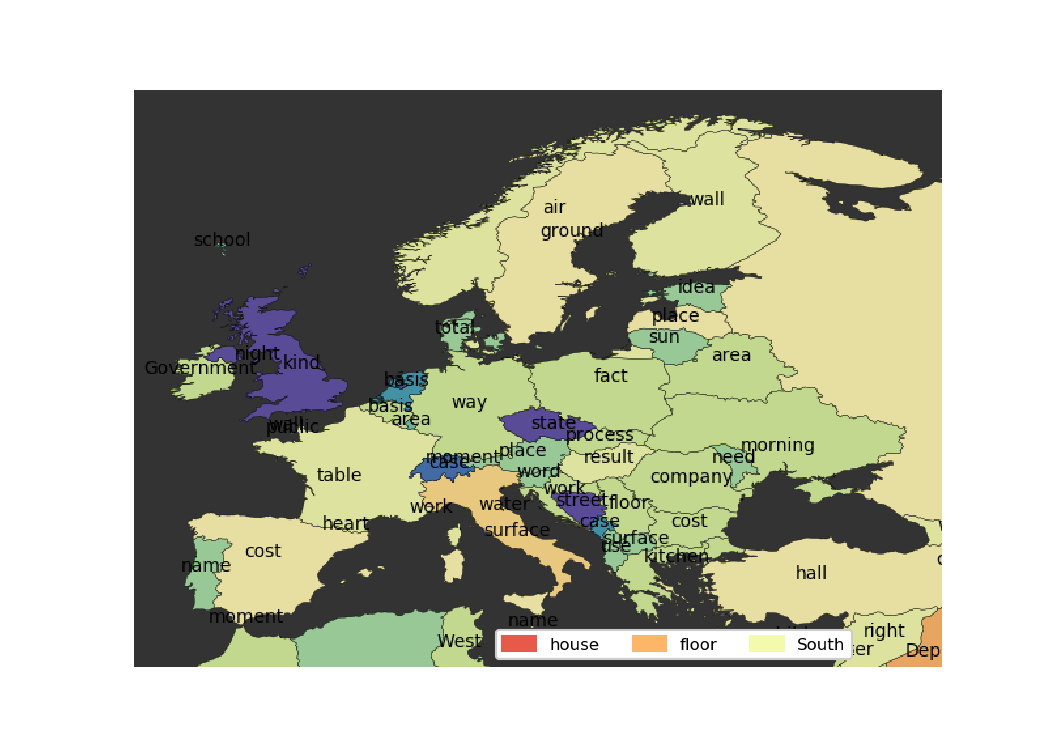 air
wall
ground
school
idea
place
sun
total
area
night
kind
Government
fact
basis
way
basis
area
state
public
process
morning
place
moment
result
need
case
word
table
company
work
street
floor
work
water
case
cost
heart
surface
surface
use
cost
kitchen
name
hall
moment
name
right
West
house
floor
South